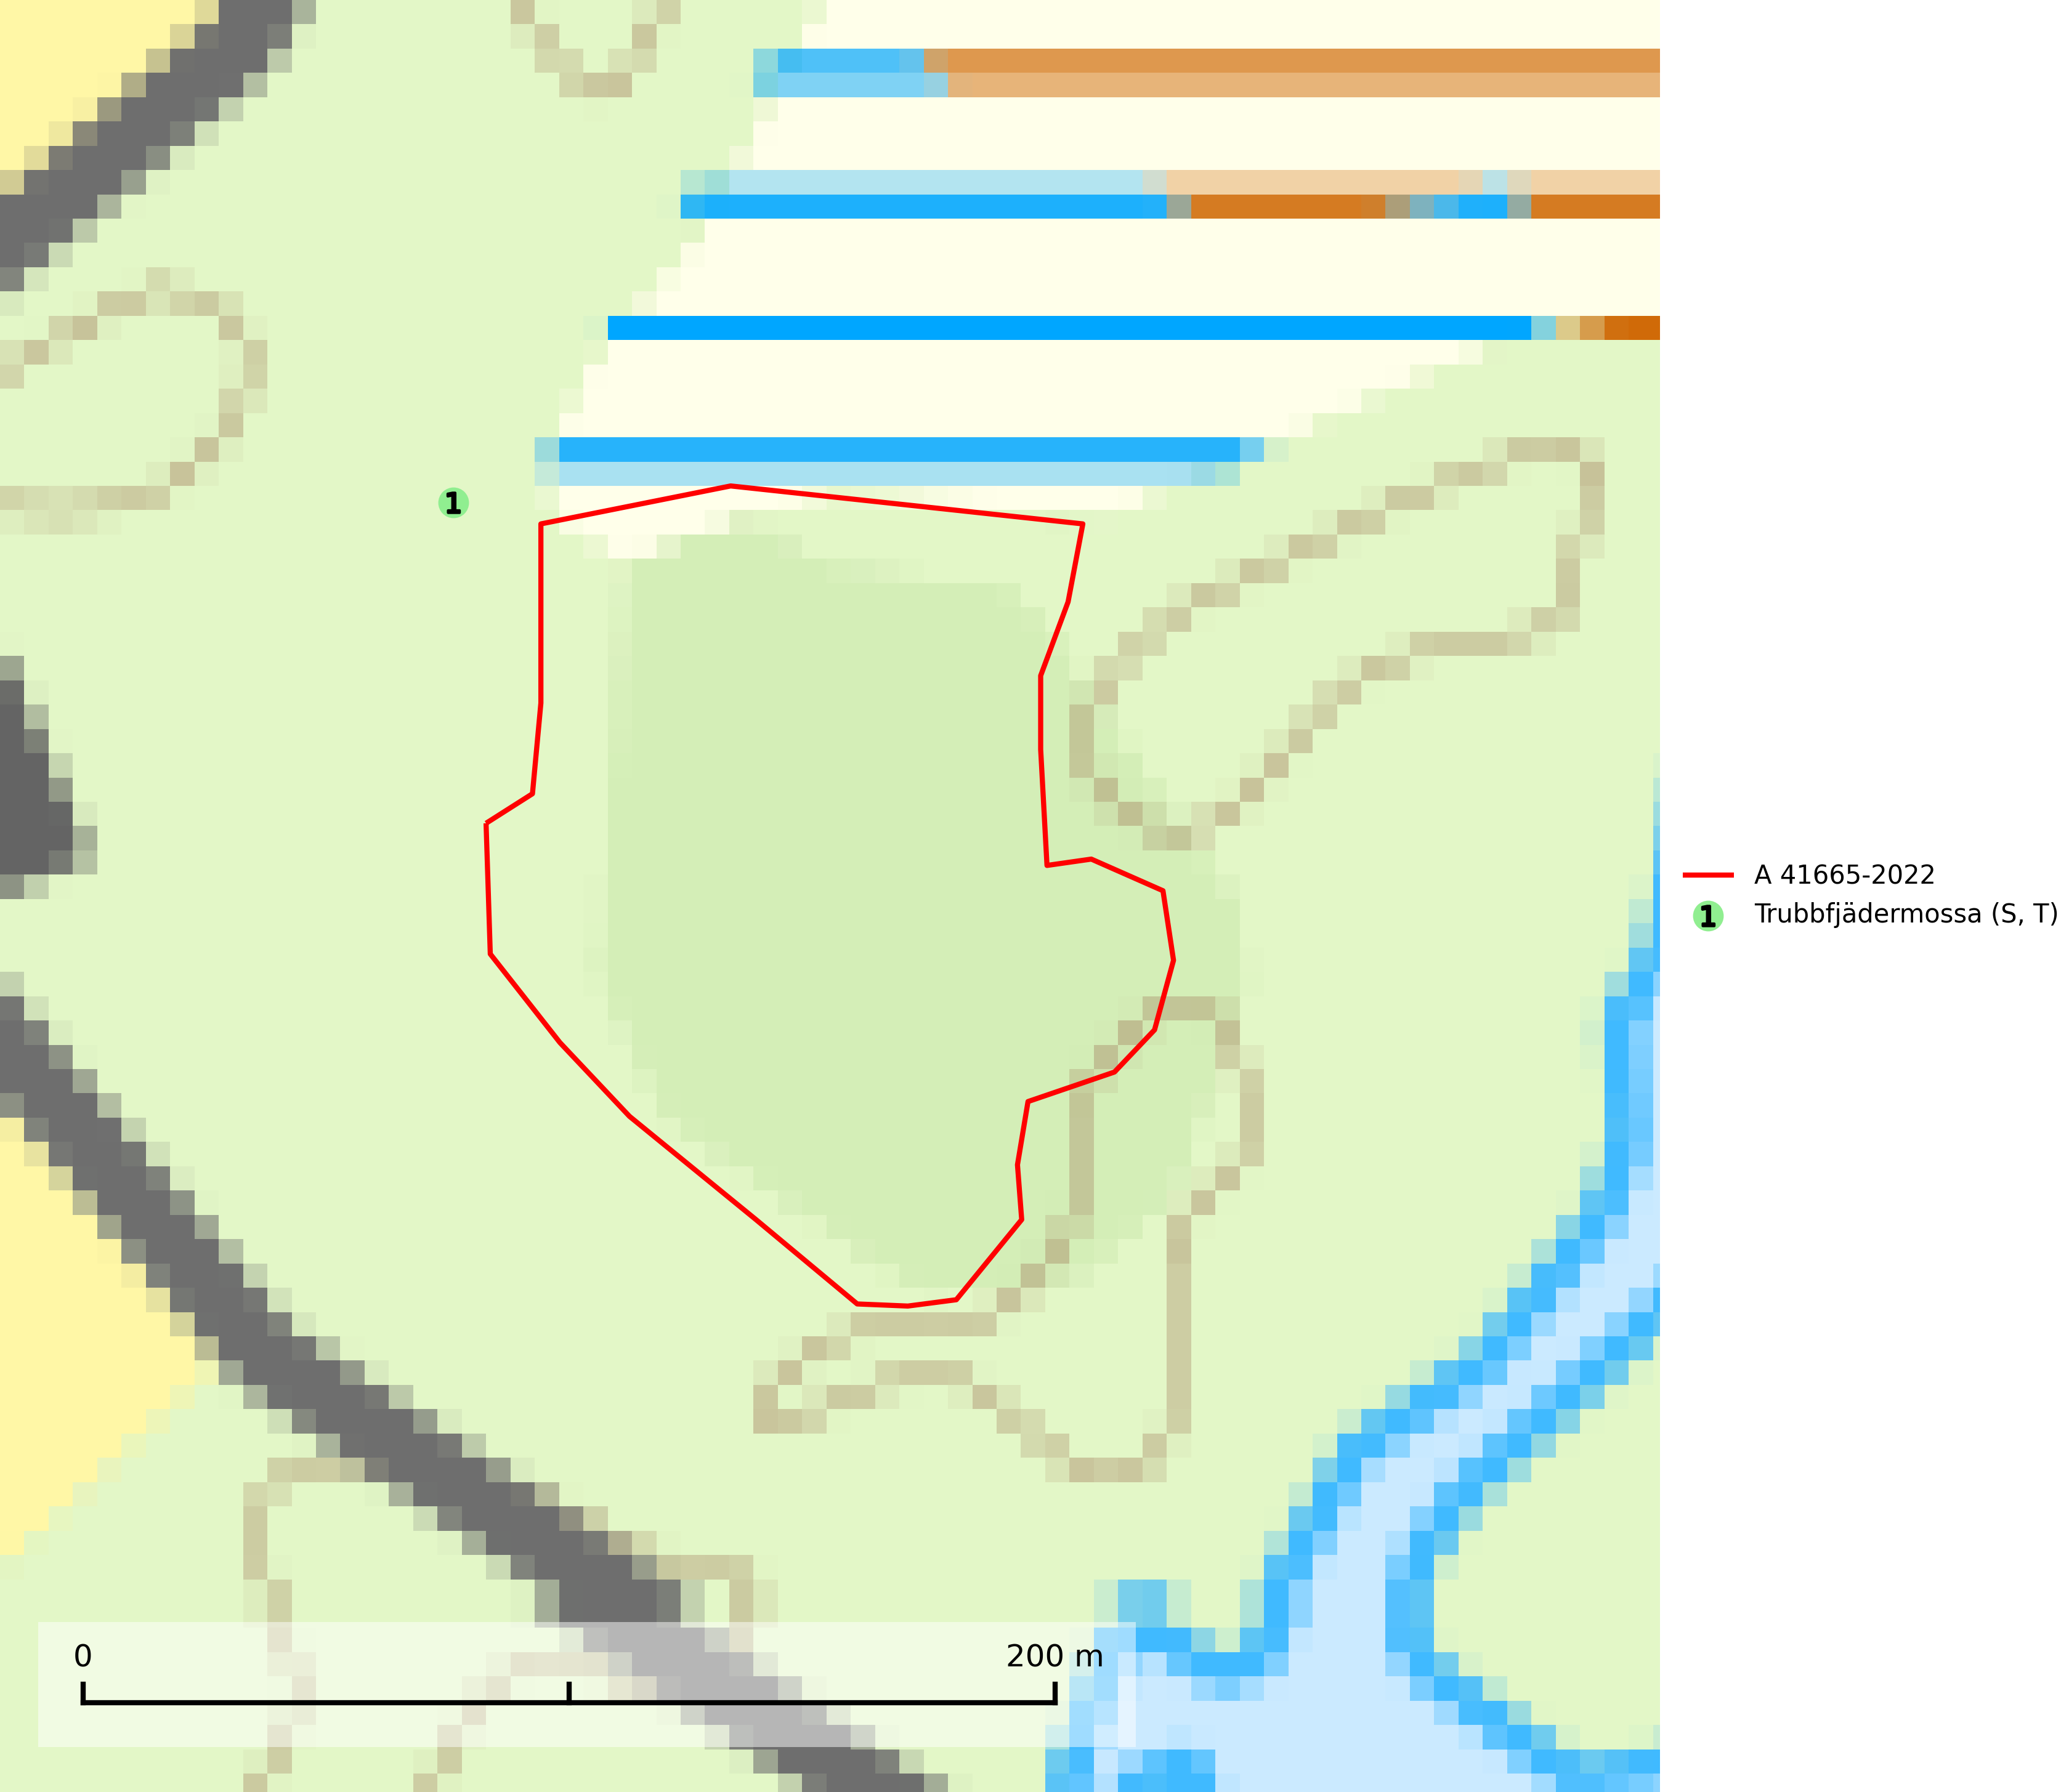 1
A 41665-2022
1 Trubbfjädermossa (S, T)
0 200 m